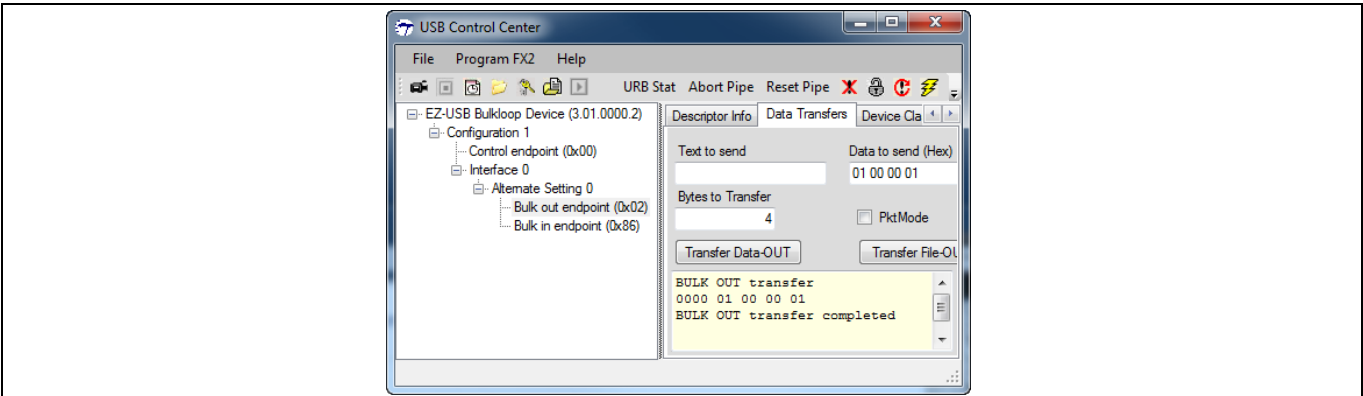 USB Control Center
File Program FX2 Help
URB Stat Abort Pipe Reset Pipe
EZ-USB Bulkloop Device (3.01.0000.2)
Configuration 1
Control endpoint (0x00)
Interface 0
Alternate Setting 0
Bulk out endpoint (0x02)
Bulk in endpoint (0x86)
Descriptor Info Data Transfers Device Cla
Text to send Data to send (Hex)
01 00 00 01
Bytes to Transfer
4 PktMode
Transfer Data-OUT Transfer File-OU
BULK OUT transfer
0000 01 00 00 01
BULK OUT transfer completed